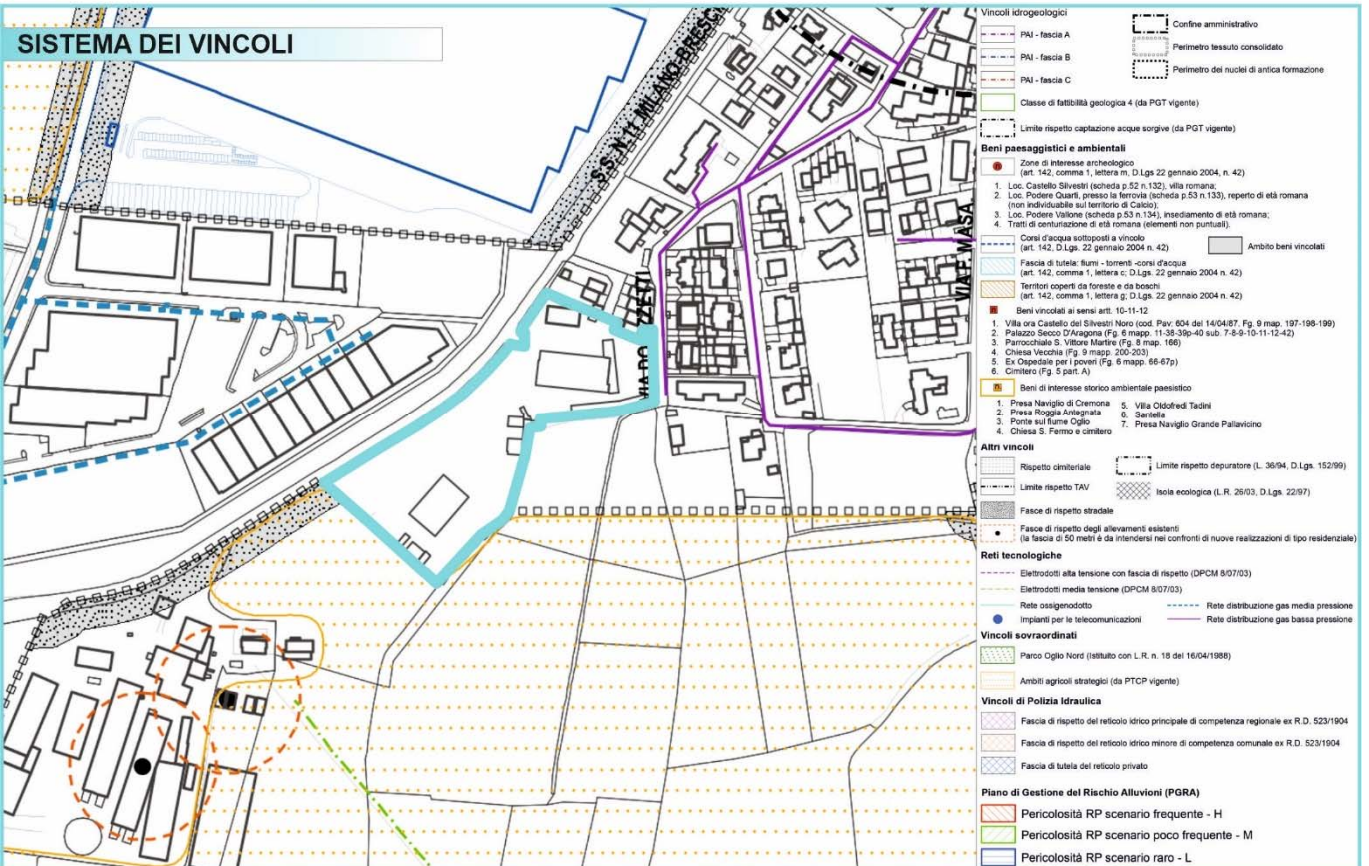 SISTEMA DEI VINCOLI
S.S. N.11 MILANO-BRESCI
VIA F. MASA
Vincoli idrogeologici
PAI - fascia A
PAI - fascia B
PAI - fascia C
Confine amministrativo
Perimetro tessuto consolidato
Perimetro dei nuclei di antica formazione
Classe di fattibilità geologica 4 (da PGT vigente)
Limite rispetto captazione acque sorgive (da PGT vigente)
Beni paesaggistici e ambientali
n Zone di interesse archeologico
(art. 142, comma 1, lettera m, D.Lgs 22 gennaio 2004, n. 42)
1. Loc. Castello Silvestri (scheda p.52 n.132), villa romana;
2. Loc. Podere Quarti, presso la ferrovia (scheda p.53 n.133), reperto di età romana
(non individuabile sul territorio di Calcio);
3. Loc. Podere Vallone (scheda p.53 n.134), insediamento di età romana;
4. Tratti di centuriazione di età romana (elementi non puntuali).
Corsi d'acqua sottoposti a vincolo
(art. 142, D.Lgs. 22 gennaio 2004 n. 42)
Ambito beni vincolati
Fascia di tutela: fiumi - torrenti -corsi d'acqua
(art. 142, comma 1, lettera c; D.Lgs. 22 gennaio 2004 n. 42)
Territori coperti da foreste e da boschi
(art. 142, comma 1, lettera g; D.Lgs. 22 gennaio 2004 n. 42)
n Beni vincolati ai sensi artt. 10-11-12
1. Villa ora Castello del Silvestri Noro (cod. Pav: 604 del 14/04/87. Fg. 9 map. 197-198-199)
2. Palazzo Secco D'Aragona (Fg. 6 mapp. 11-38-39p-40 sub. 7-8-9-10-11-12-42)
3. Parrocchiale S. Vittore Martire (Fg. 8 map. 166)
4. Chiesa Vecchia (Fg. 9 mapp. 200-203)
5. Ex Ospedale per i poveri (Fg. 6 mapp. 66-67p)
6. Cimitero (Fg. 5 part. A)
n Beni di interesse storico ambientale paesistico
1. Presa Naviglio di Cremona
2. Presa Roggia Antegnata
3. Ponte sul fiume Oglio
4. Chiesa S. Fermo e cimitero
5. Villa Oldofredi Tadini
6. Santella
7. Presa Naviglio Grande Pallavicino
Altri vincoli
Rispetto cimiteriale
Limite rispetto depuratore (L. 36/94, D.Lgs. 152/99)
Limite rispetto TAV
Isola ecologica (L.R. 26/03, D.Lgs. 22/97)
Fasce di rispetto stradale
Fasce di rispetto degli allevamenti esistenti
(la fascia di 50 metri è da intendersi nei confronti di nuove realizzazioni di tipo residenziale)
Reti tecnologiche
Elettrodotti alta tensione con fascia di rispetto (DPCM 8/07/03)
Elettrodotti media tensione (DPCM 8/07/03)
Rete ossigenodotto
Rete distribuzione gas media pressione
Impianti per le telecomunicazioni
Rete distribuzione gas bassa pressione
Vincoli sovraordinati
Parco Oglio Nord (Istituito con L.R. n. 18 del 16/04/1988)
Ambiti agricoli strategici (da PTCP vigente)
Vincoli di Polizia Idraulica
Fascia di rispetto del reticolo idrico principale di competenza regionale ex R.D. 523/1904
Fascia di rispetto del reticolo idrico minore di competenza comunale ex R.D. 523/1904
Fascia di tutela del reticolo privato
Piano di Gestione del Rischio Alluvioni (PGRA)
Pericolosità RP scenario frequente - H
Pericolosità RP scenario poco frequente - M
Pericolosità RP scenario raro - L